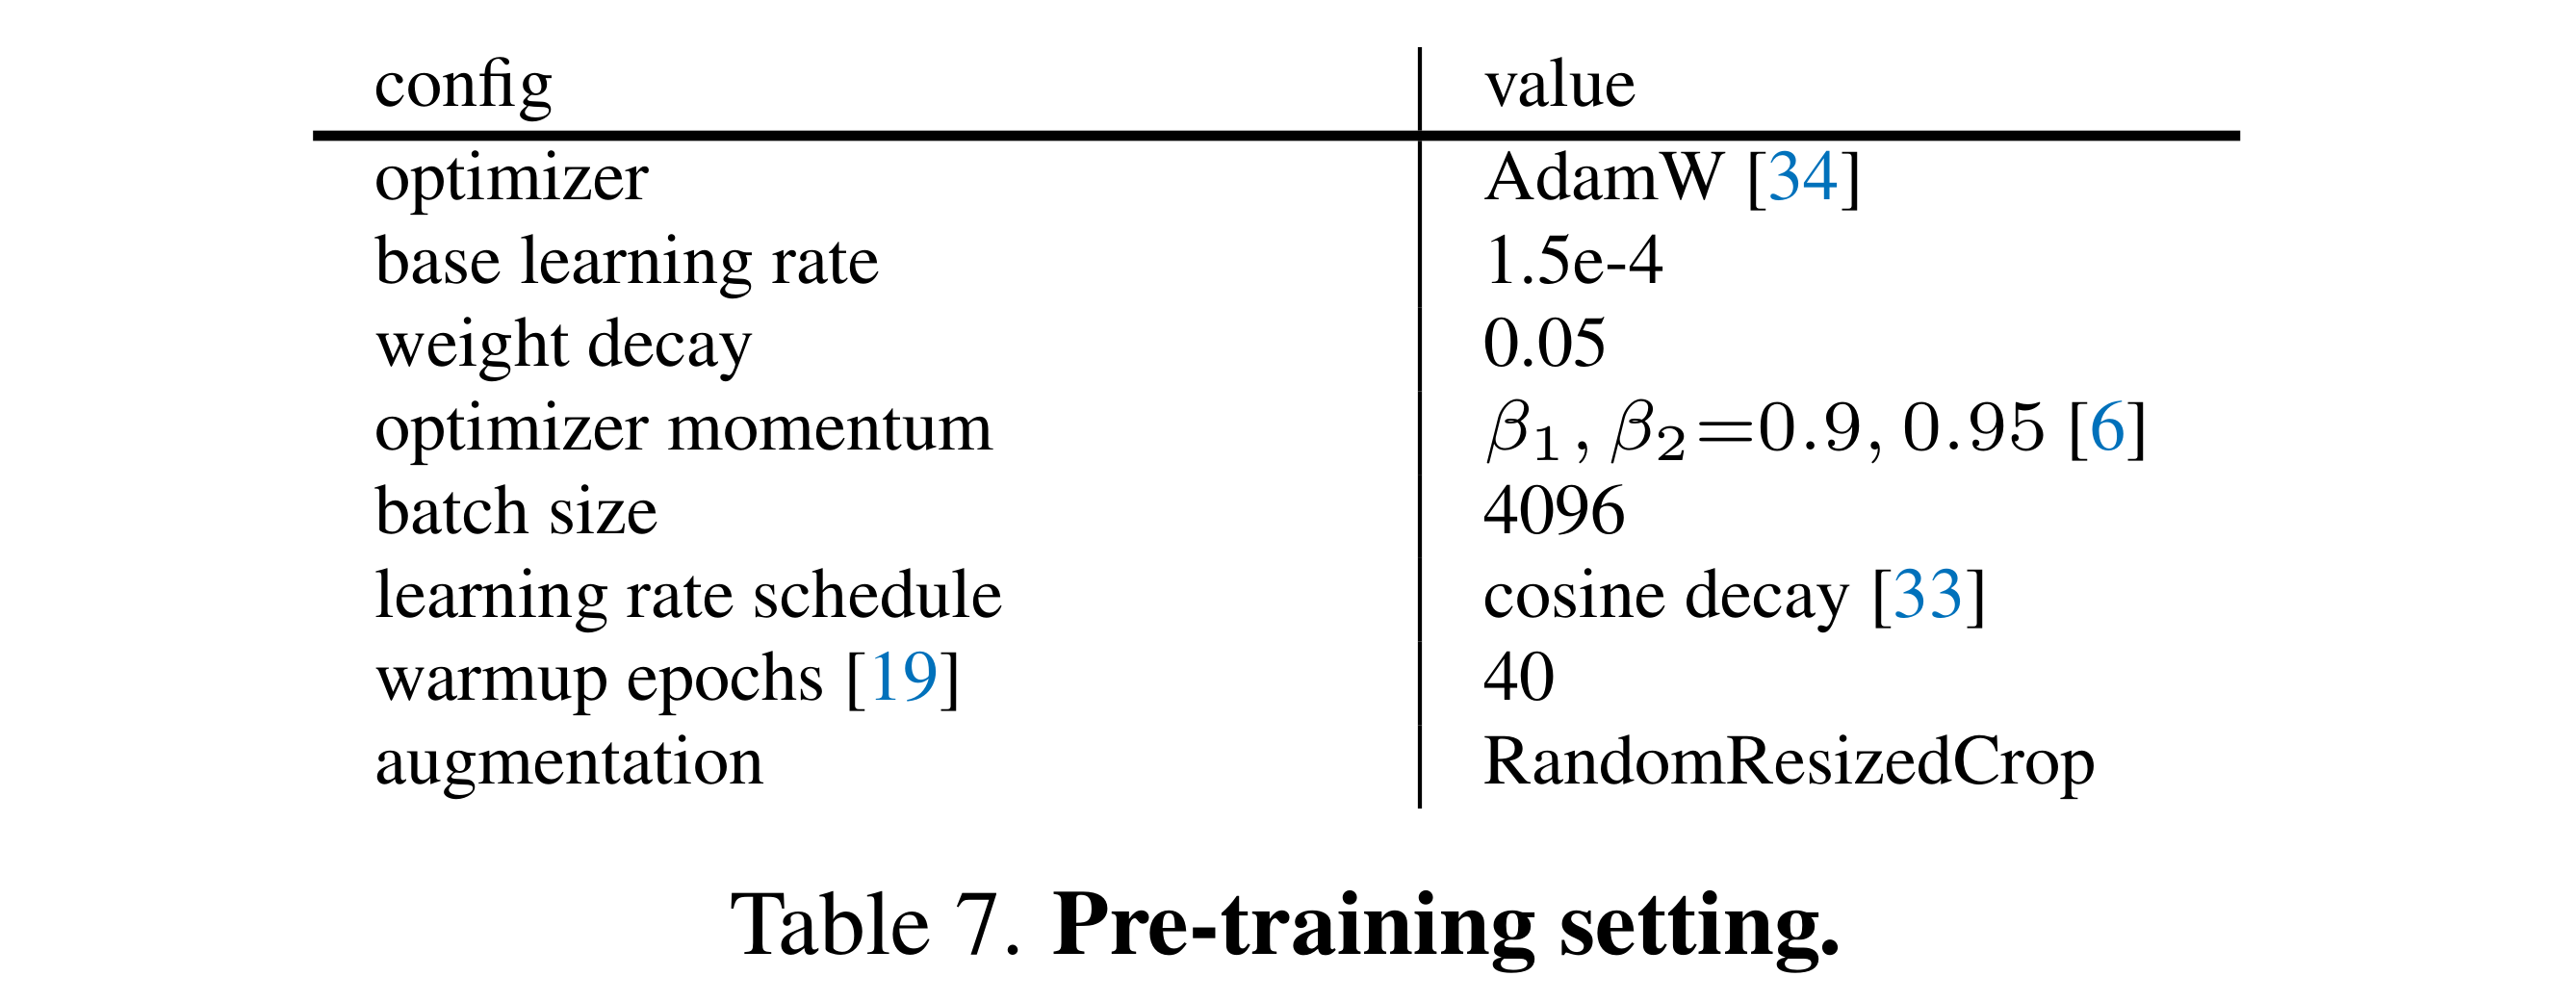 config value
optimizer AdamW [34]
base learning rate 1.5e-4
weight decay 0.05
optimizer momentum β₁, β₂=0.9, 0.95 [6]
batch size 4096
learning rate schedule cosine decay [33]
warmup epochs [19] 40
augmentation RandomResizedCrop
Table 7. Pre-training setting.